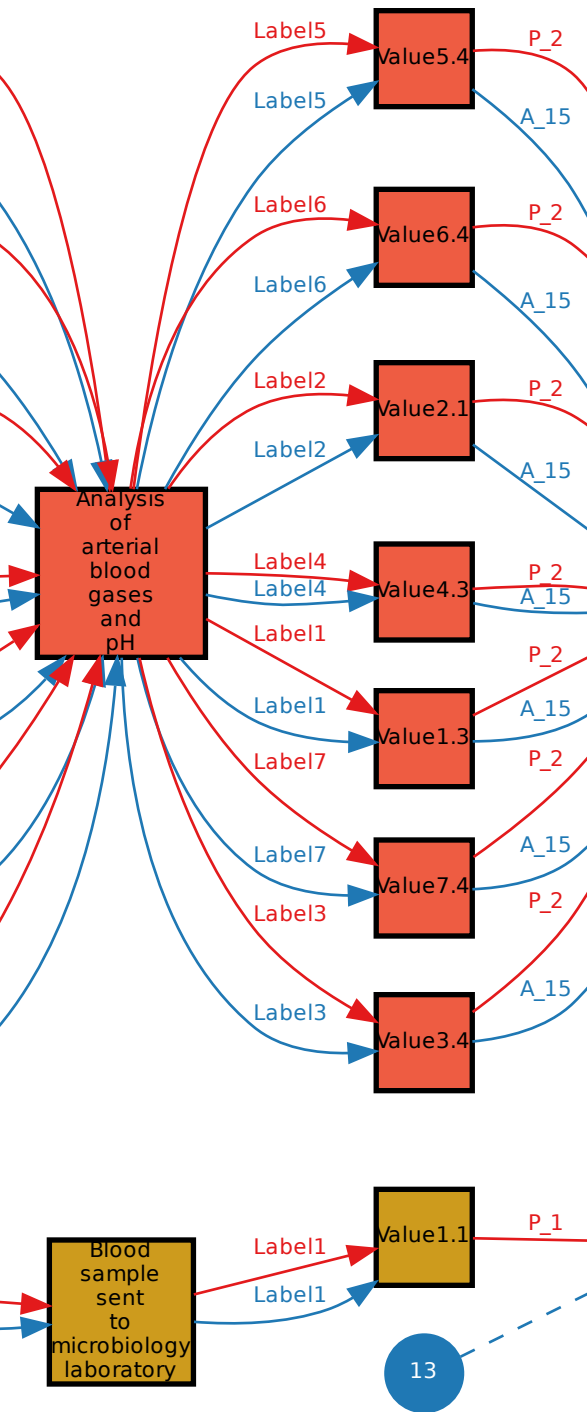 Label5
Value5.4
P_2
Label5
A_15
Label6
Value6.4
P_2
Label6
A_15
Label2
Value2.1
P_2
Label2
A_15
Analysis
of
arterial
blood
gases
and
pH
Label4
Value4.3
P_2
Label4
A_15
Label1
Value1.3
P_2
Label1
A_15
Label7
Value7.4
P_2
Label7
A_15
Label3
Value3.4
P_2
Label3
A_15
Blood
sample
sent
to
microbiology
laboratory
Label1
Value1.1
P_1
Label1
13